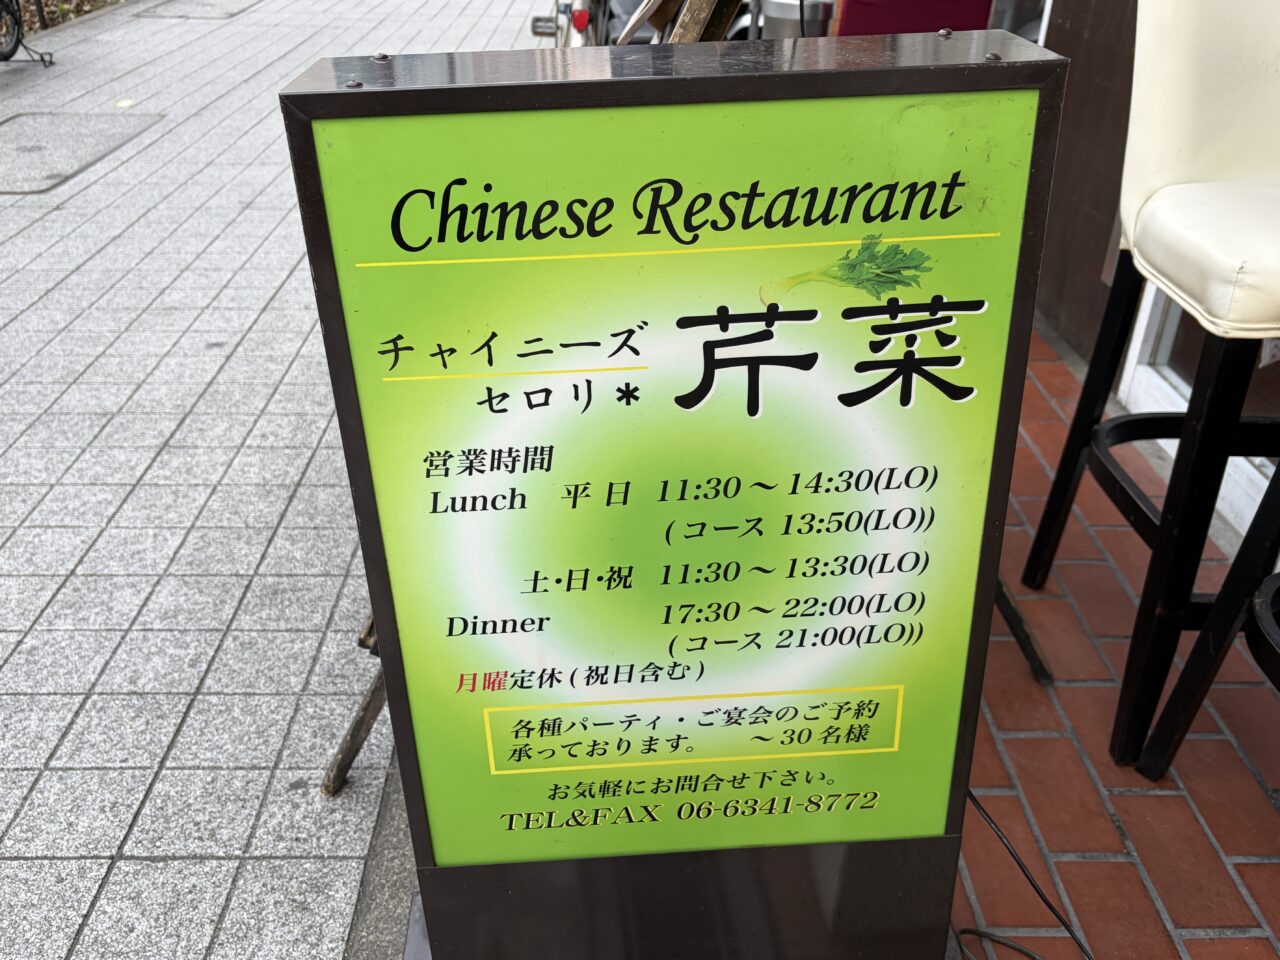 Chinese Restaurant
チャイニーズ
セロリ* 芹菜
営業時間
Lunch 平日 11:30～14:30(LO)
(コース 13:50(LO))
土・日・祝 11:30～13:30(LO)
Dinner 17:30～22:00(LO)
(コース 21:00(LO))
月曜定休(祝日含む)
各種パーティ・ご宴会のご予約
承っております。 ～30名様
お気軽にお問合せ下さい。
TEL&FAX 06-6341-8772